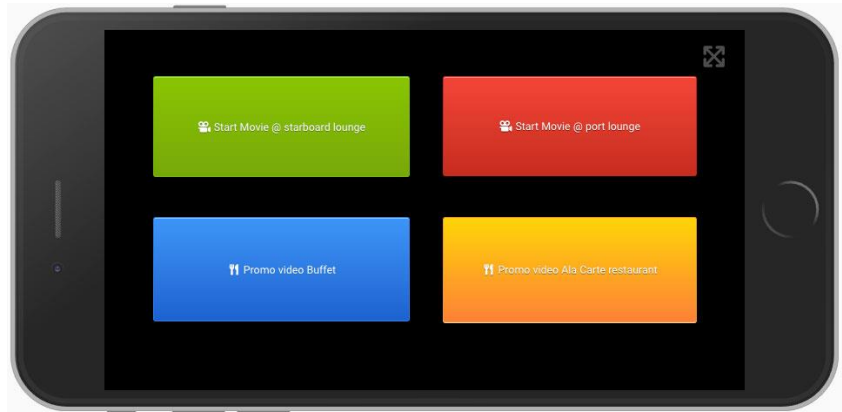 Start Movie @ starboard lounge
Start Movie @ port lounge
Promo video Buffet
Promo video Ala Carte restaurant